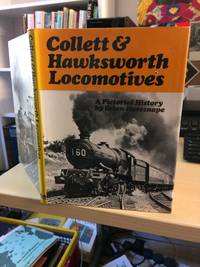 Collett &
Hawksworth
Locomotives
A Pictorial History
by Brian Haresnape
160